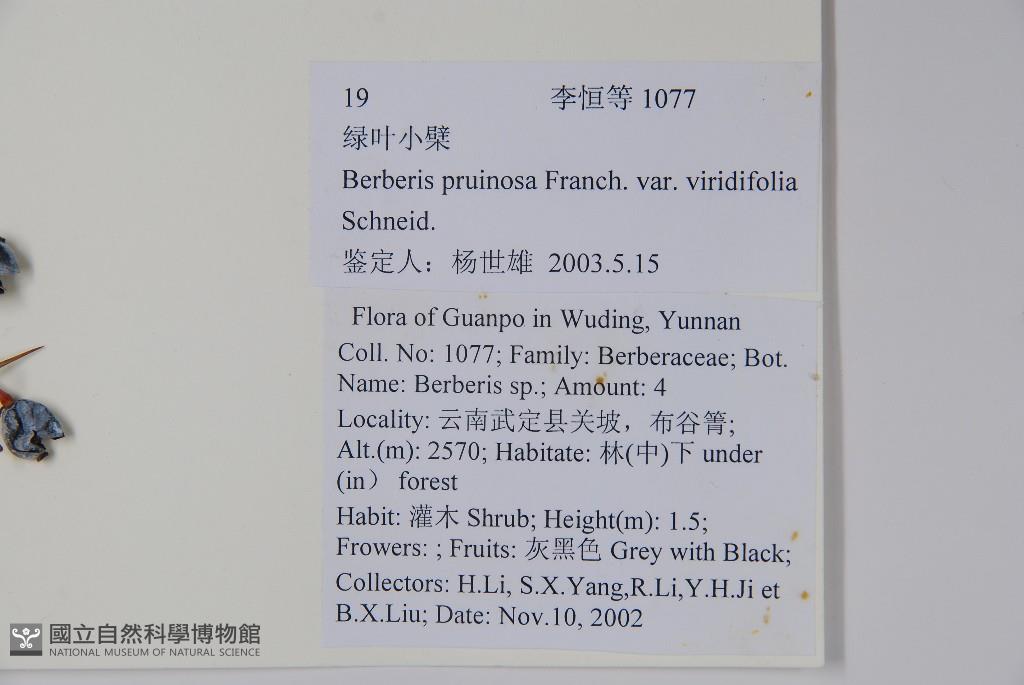 19 李恒等 1077
绿叶小檗
Berberis pruinosa Franch. var. viridifolia
Schneid.
鉴定人：杨世雄 2003.5.15
Flora of Guanpo in Wuding, Yunnan
Coll. No: 1077; Family: Berberaceae; Bot.
Name: Berberis sp.; Amount: 4
Locality: 云南武定县关坡，布谷箐;
Alt.(m): 2570; Habitate: 林(中)下 under
(in） forest
Habit: 灌木 Shrub; Height(m): 1.5;
Frowers: ; Fruits: 灰黑色 Grey with Black;
Collectors: H.Li, S.X.Yang,R.Li,Y.H.Ji et
B.X.Liu; Date: Nov.10, 2002
國立自然科學博物館
NATIONAL MUSEUM OF NATURAL SCIENCE